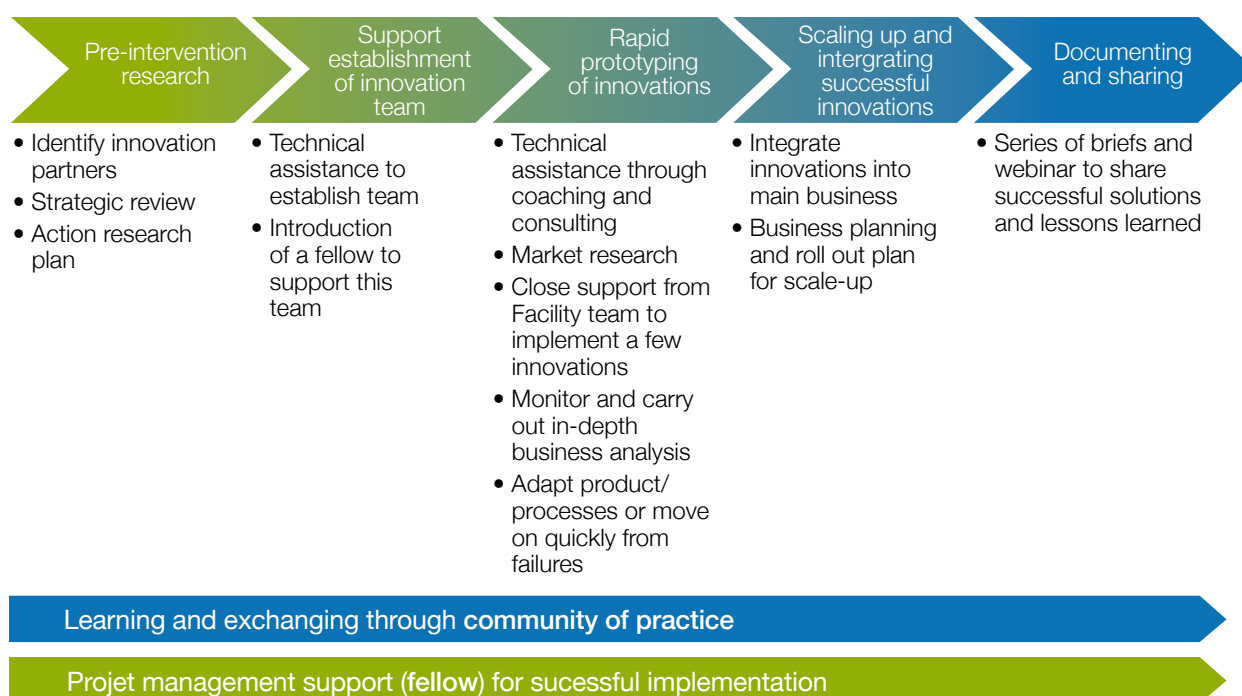 Pre-intervention
research
Support
establishment
of innovation
team
Rapid
prototyping
of innovations
Scaling up and
intergrating
successful
innovations
Documenting
and sharing
• Identify innovation
partners
• Strategic review
• Action research
plan
• Technical
assistance to
establish team
• Introduction
of a fellow to
support this
team
• Technical
assistance through
coaching and
consulting
• Market research
• Close support from
Facility team to
implement a few
innovations
• Monitor and carry
out in-depth
business analysis
• Adapt product/
processes or move
on quickly from
failures
• Integrate
innovations into
main business
• Business planning
and roll out plan
for scale-up
• Series of briefs and
webinar to share
successful solutions
and lessons learned
Learning and exchanging through community of practice
Projet management support (fellow) for sucessful implementation